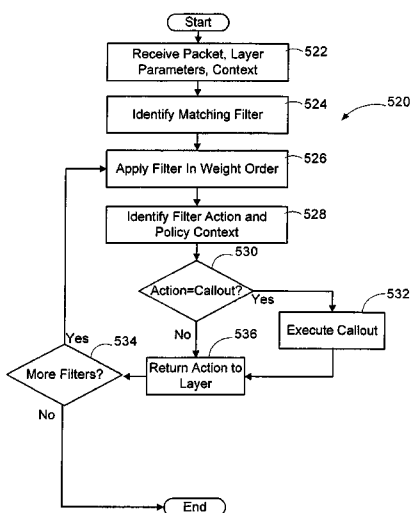 Start
Receive Packet, Layer
Parameters, Context
522
Identify Matching Filter
524
520
Apply Filter In Weight Order
526
Identify Filter Action and
Policy Context
528
530
Action=Callout?
Yes
532
Execute Callout
No
536
Return Action to
Layer
Yes
534
More Filters?
No
End